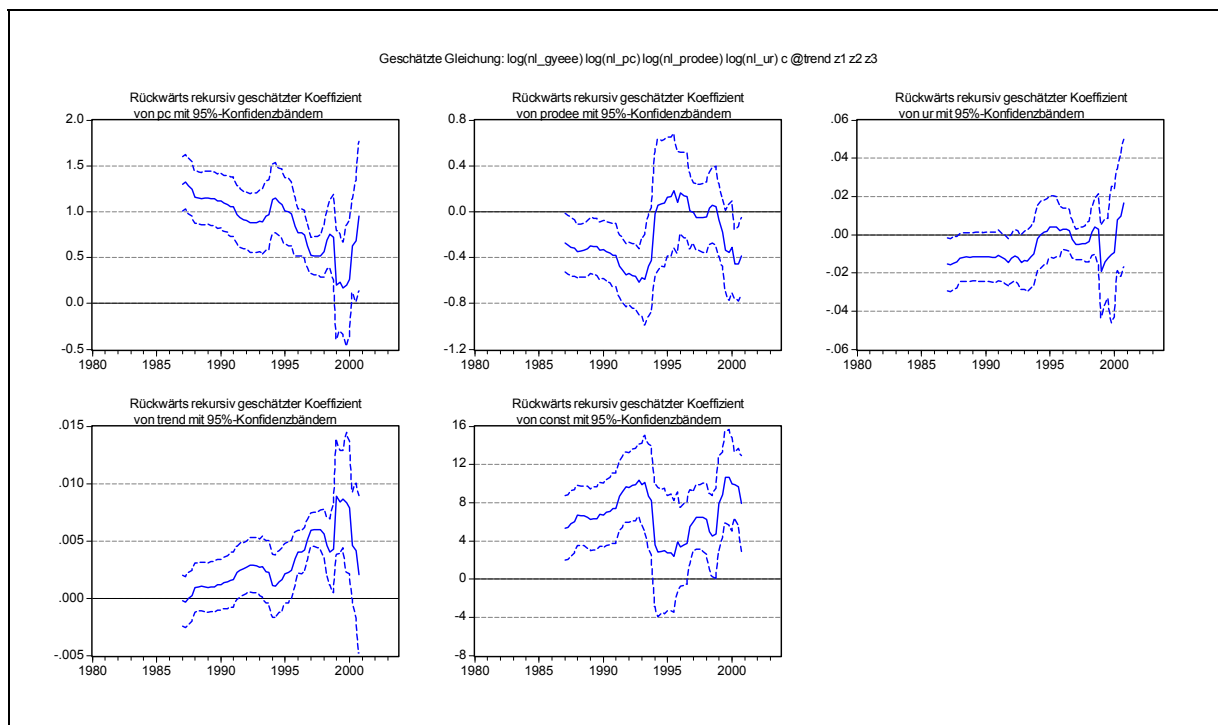 Geschätzte Gleichung: log(nl_gyeee) log(nl_pc) log(nl_prodee) log(nl_ur) c @trend z1 z2 z3
Rückwärts rekursiv geschätzter Koeffizient
von pc mit 95%-Konfidenzbändern
2.0
1.5
1.0
0.5
0.0
-0.5
1980 1985 1990 1995 2000
Rückwärts rekursiv geschätzter Koeffizient
von prodee mit 95%-Konfidenzbändern
0.8
0.4
0.0
-0.4
-0.8
-1.2
1980 1985 1990 1995 2000
Rückwärts rekursiv geschätzter Koeffizient
von ur mit 95%-Konfidenzbändern
.06
.04
.02
.00
-.02
-.04
-.06
1980 1985 1990 1995 2000
Rückwärts rekursiv geschätzter Koeffizient
von trend mit 95%-Konfidenzbändern
.015
.010
.005
.000
-.005
1980 1985 1990 1995 2000
Rückwärts rekursiv geschätzter Koeffizient
von const mit 95%-Konfidenzbändern
16
12
8
4
0
-4
-8
1980 1985 1990 1995 2000